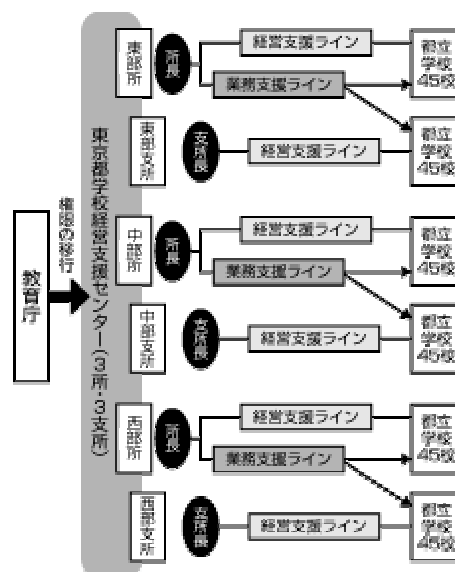 教育庁
権限の移行
東京都学校経営支援センター(3所・3支所)
東部所
所長
経営支援ライン
業務支援ライン
都立
学校
45校
東部支所
支所長
経営支援ライン
都立
学校
45校
中部所
所長
経営支援ライン
業務支援ライン
都立
学校
45校
中部支所
支所長
経営支援ライン
都立
学校
45校
西部所
所長
経営支援ライン
業務支援ライン
都立
学校
45校
西部支所
支所長
経営支援ライン
都立
学校
45校